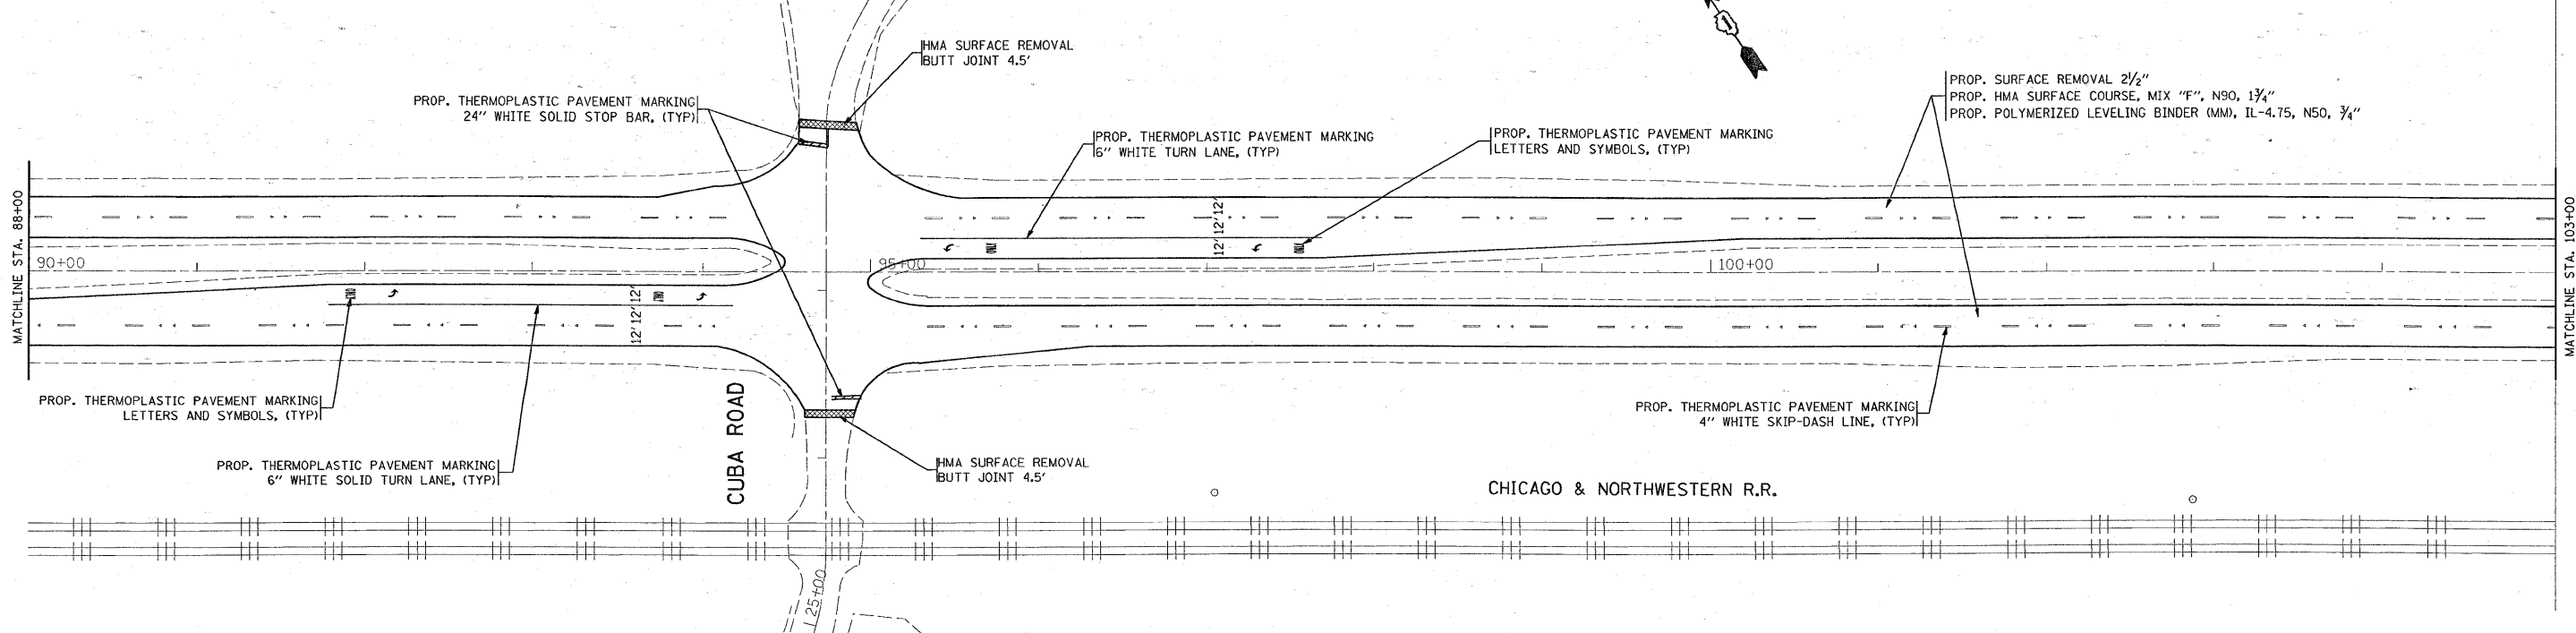 HMA SURFACE REMOVAL
BUTT JOINT 4.5'
PROP. THERMOPLASTIC PAVEMENT MARKING
24" WHITE SOLID STOP BAR, (TYP)
PROP. THERMOPLASTIC PAVEMENT MARKING
6" WHITE TURN LANE, (TYP)
PROP. THERMOPLASTIC PAVEMENT MARKING
LETTERS AND SYMBOLS, (TYP)
PROP. SURFACE REMOVAL 2½"
PROP. HMA SURFACE COURSE, MIX "F", N90, 1¾"
PROP. POLYMERIZED LEVELING BINDER (MM), IL-4.75, N50, ¾"
MATCHLINE STA. 88+00
MATCHLINE STA. 103+00
12' 12' 12'
90+00
95+00
100+00
12' 12' 12'
PROP. THERMOPLASTIC PAVEMENT MARKING
LETTERS AND SYMBOLS, (TYP)
PROP. THERMOPLASTIC PAVEMENT MARKING
6" WHITE SOLID TURN LANE, (TYP)
CUBA ROAD
HMA SURFACE REMOVAL
BUTT JOINT 4.5'
PROP. THERMOPLASTIC PAVEMENT MARKING
4" WHITE SKIP-DASH LINE, (TYP)
CHICAGO & NORTHWESTERN R.R.
25+00